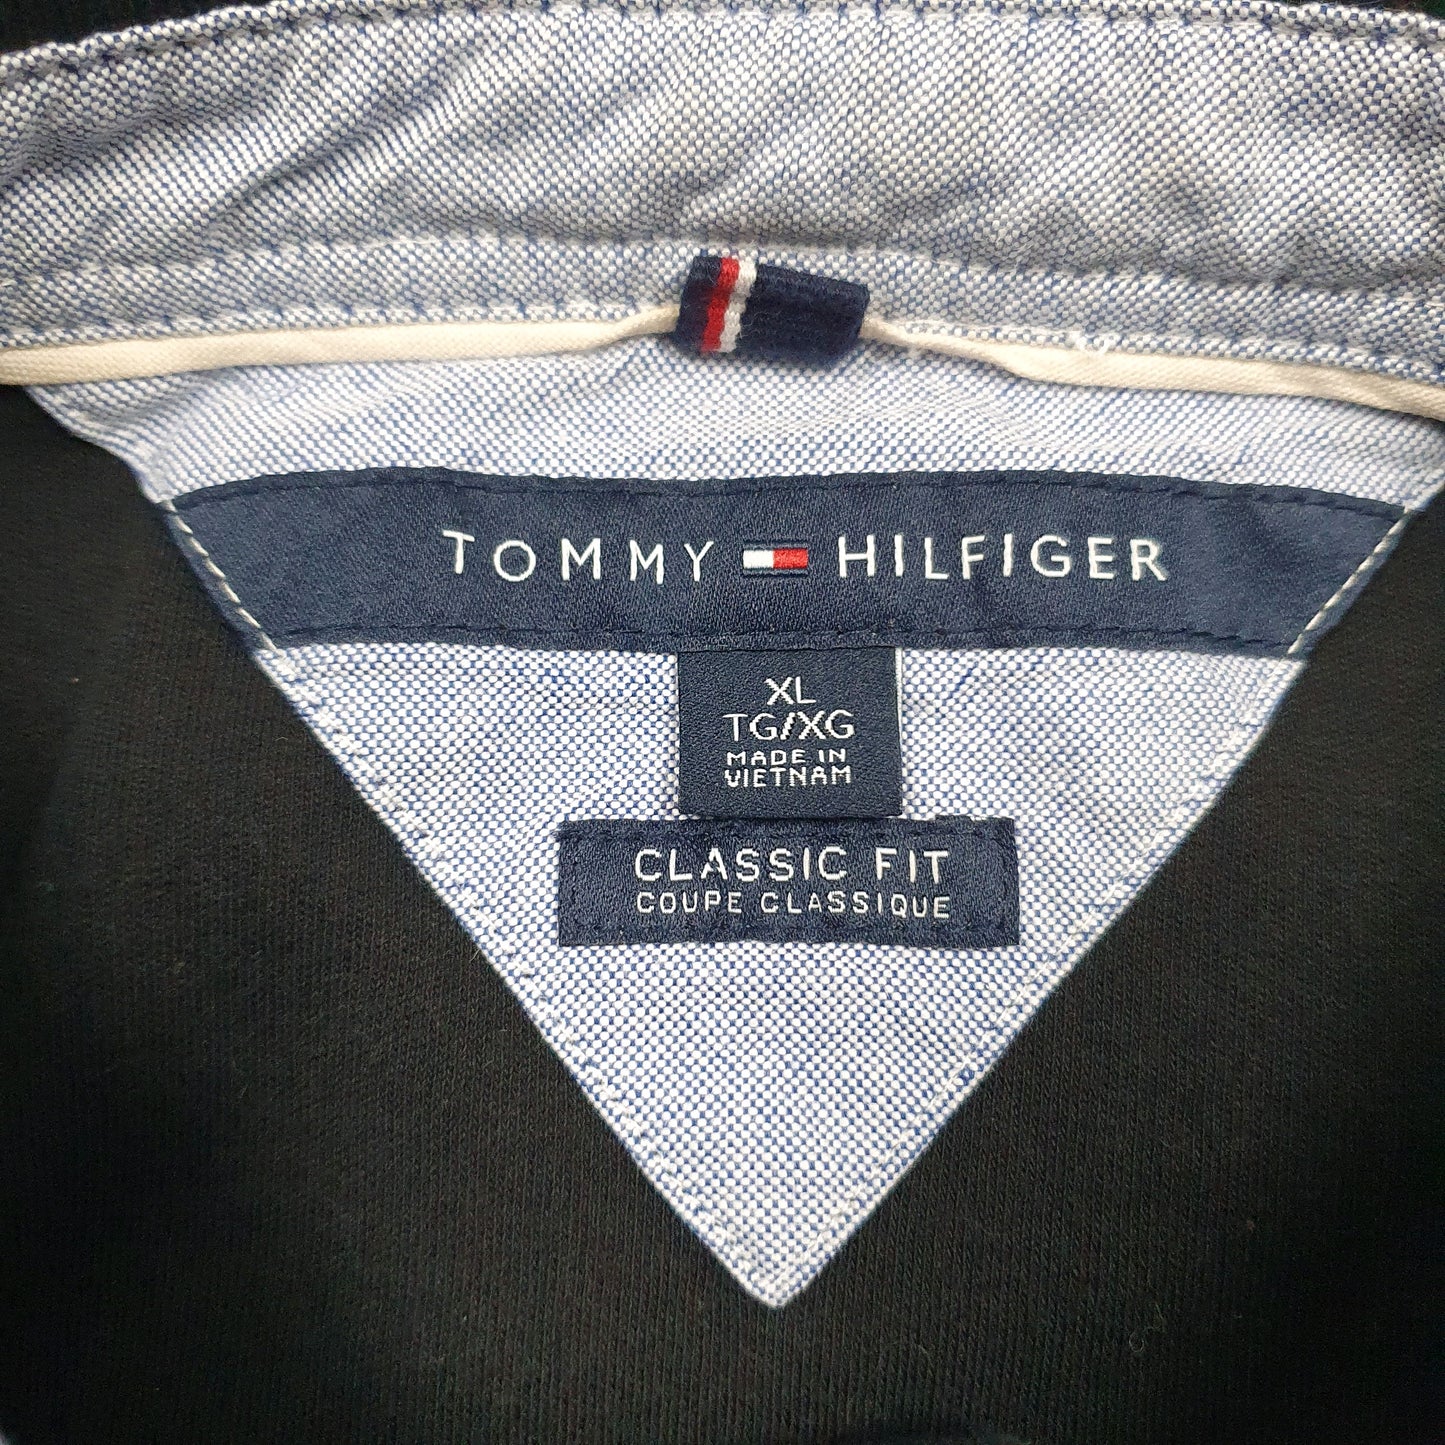 TOMMY HILFIGER
XL
TG/XG
MADE IN
VIETNAM
CLASSIC FIT
COUPE CLASSIQUE